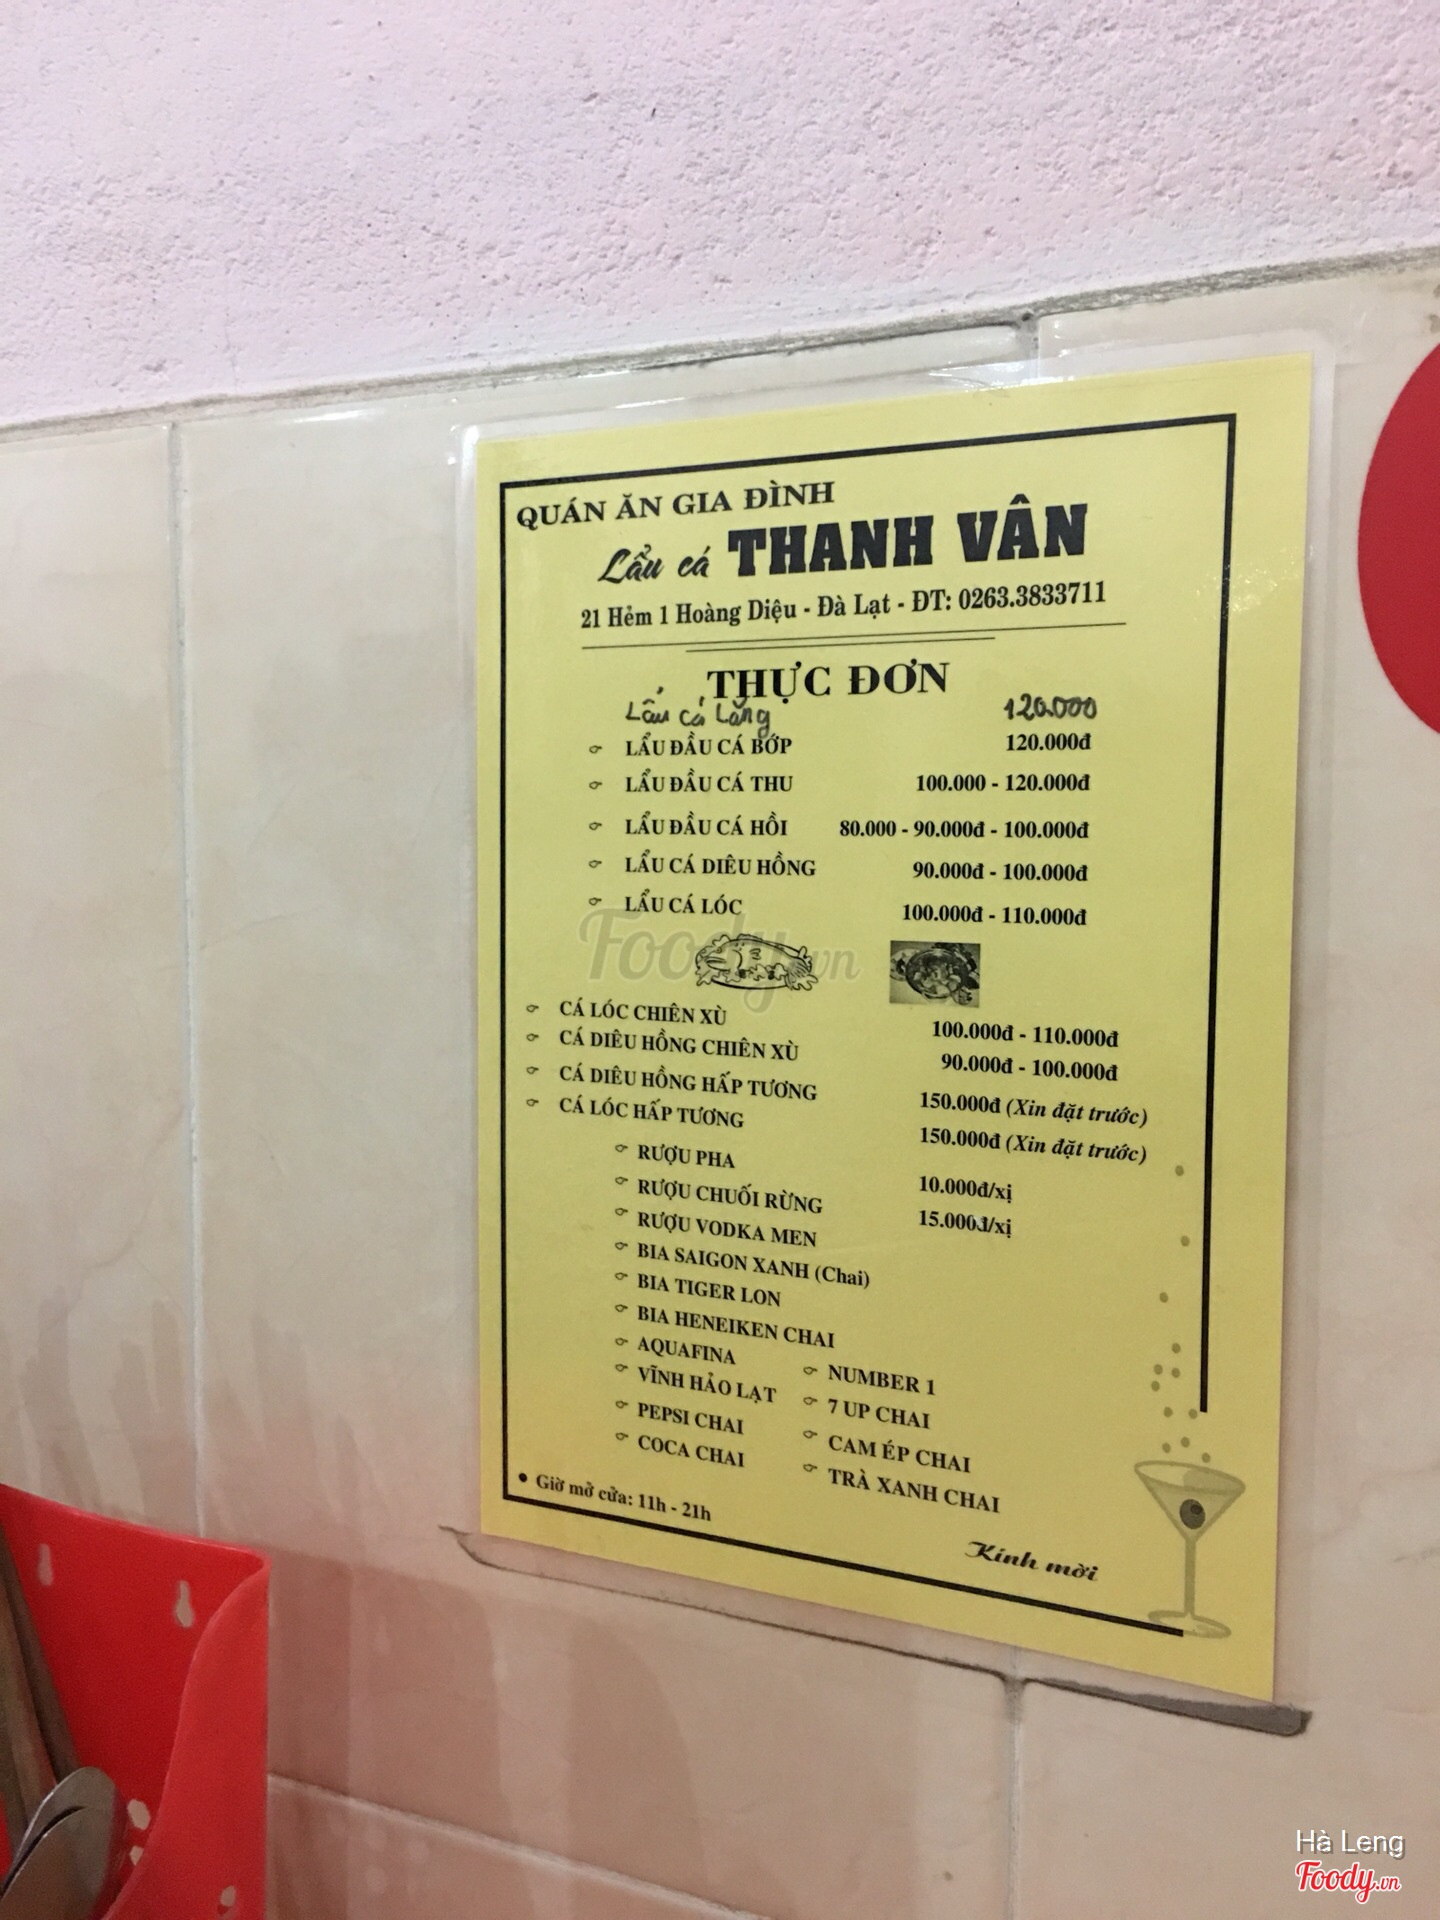 QUÁN ĂN GIA ĐÌNH
Lẩu cá THANH VÂN
21 Hẻm 1 Hoàng Diệu - Đà Lạt - ĐT: 0263.3833711
THỰC ĐƠN
Lẩu cá Lăng 120.000
LẨU ĐẦU CÁ BỚP 120.000đ
LẨU ĐẦU CÁ THU 100.000 - 120.000đ
LẨU ĐẦU CÁ HỒI 80.000 - 90.000đ - 100.000đ
LẨU CÁ DIÊU HỒNG 90.000đ - 100.000đ
LẨU CÁ LÓC 100.000đ - 110.000đ
Foody.vn
CÁ LÓC CHIÊN XÙ 100.000đ - 110.000đ
CÁ DIÊU HỒNG CHIÊN XÙ 90.000đ - 100.000đ
CÁ DIÊU HỒNG HẤP TƯƠNG 150.000đ (Xin đặt trước)
CÁ LÓC HẤP TƯƠNG 150.000đ (Xin đặt trước)
RƯỢU PHA 10.000đ/xị
RƯỢU CHUỐI RỪNG 15.000đ/xị
RƯỢU VODKA MEN
BIA SAIGON XANH (Chai)
BIA TIGER LON
BIA HENEIKEN CHAI
AQUAFINA NUMBER 1
VĨNH HẢO LẠT 7 UP CHAI
PEPSI CHAI CAM ÉP CHAI
COCA CHAI TRÀ XANH CHAI
• Giờ mở cửa: 11h - 21h
Kính mời
Hà Leng
Foody.vn